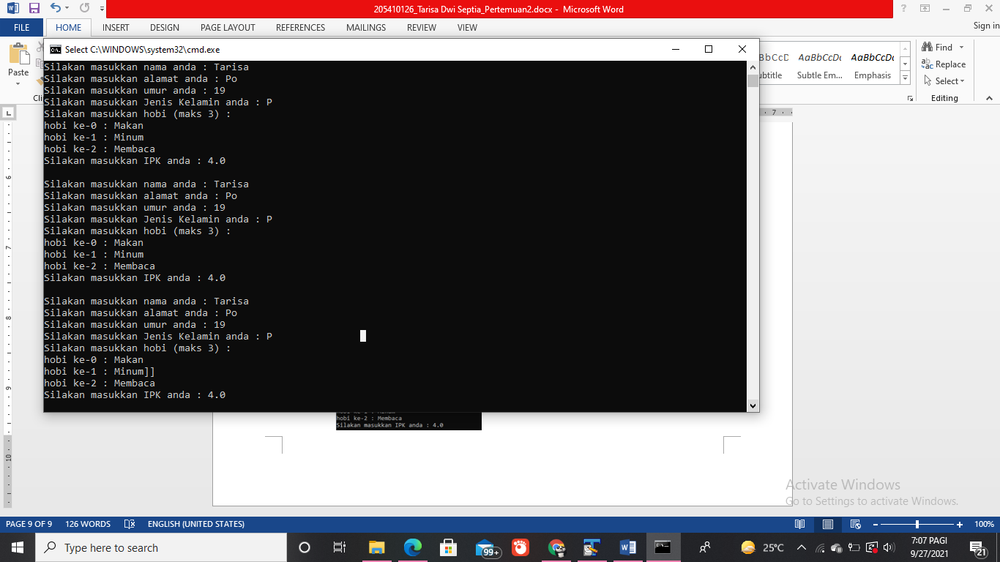 205410126_Tarisa Dwi Septia_Pertemuan2.docx - Microsoft Word
FILE
HOME
INSERT
DESIGN
PAGE LAYOUT
REFERENCES
MAILINGS
REVIEW
VIEW
Sign in
Paste
Select C:\WINDOWS\system32\cmd.exe
Silakan masukkan nama anda : Tarisa
Silakan masukkan alamat anda : Po
Silakan masukkan umur anda : 19
Silakan masukkan Jenis Kelamin anda : P
Silakan masukkan hobi (maks 3) :
hobi ke-0 : Makan
hobi ke-1 : Minum
hobi ke-2 : Membaca
Silakan masukkan IPK anda : 4.0
Silakan masukkan nama anda : Tarisa
Silakan masukkan alamat anda : Po
Silakan masukkan umur anda : 19
Silakan masukkan Jenis Kelamin anda : P
Silakan masukkan hobi (maks 3) :
hobi ke-0 : Makan
hobi ke-1 : Minum
hobi ke-2 : Membaca
Silakan masukkan IPK anda : 4.0
Silakan masukkan nama anda : Tarisa
Silakan masukkan alamat anda : Po
Silakan masukkan umur anda : 19
Silakan masukkan Jenis Kelamin anda : P
Silakan masukkan hobi (maks 3) :
hobi ke-0 : Makan
hobi ke-1 : Minum]]
hobi ke-2 : Membaca
Silakan masukkan IPK anda : 4.0
AaBbCcDc AaBbCcDc
Subtle Em... Emphasis
Find
Replace
Select
Editing
7
6
7
8
9
10
hobi ke-2 : Membaca
Silakan masukkan IPK anda : 4.0
Activate Windows
Go to Settings to activate Windows.
PAGE 9 OF 9
126 WORDS
ENGLISH (UNITED STATES)
100%
Type here to search
99+
25°C
7:07 PAGI
9/27/2021
21